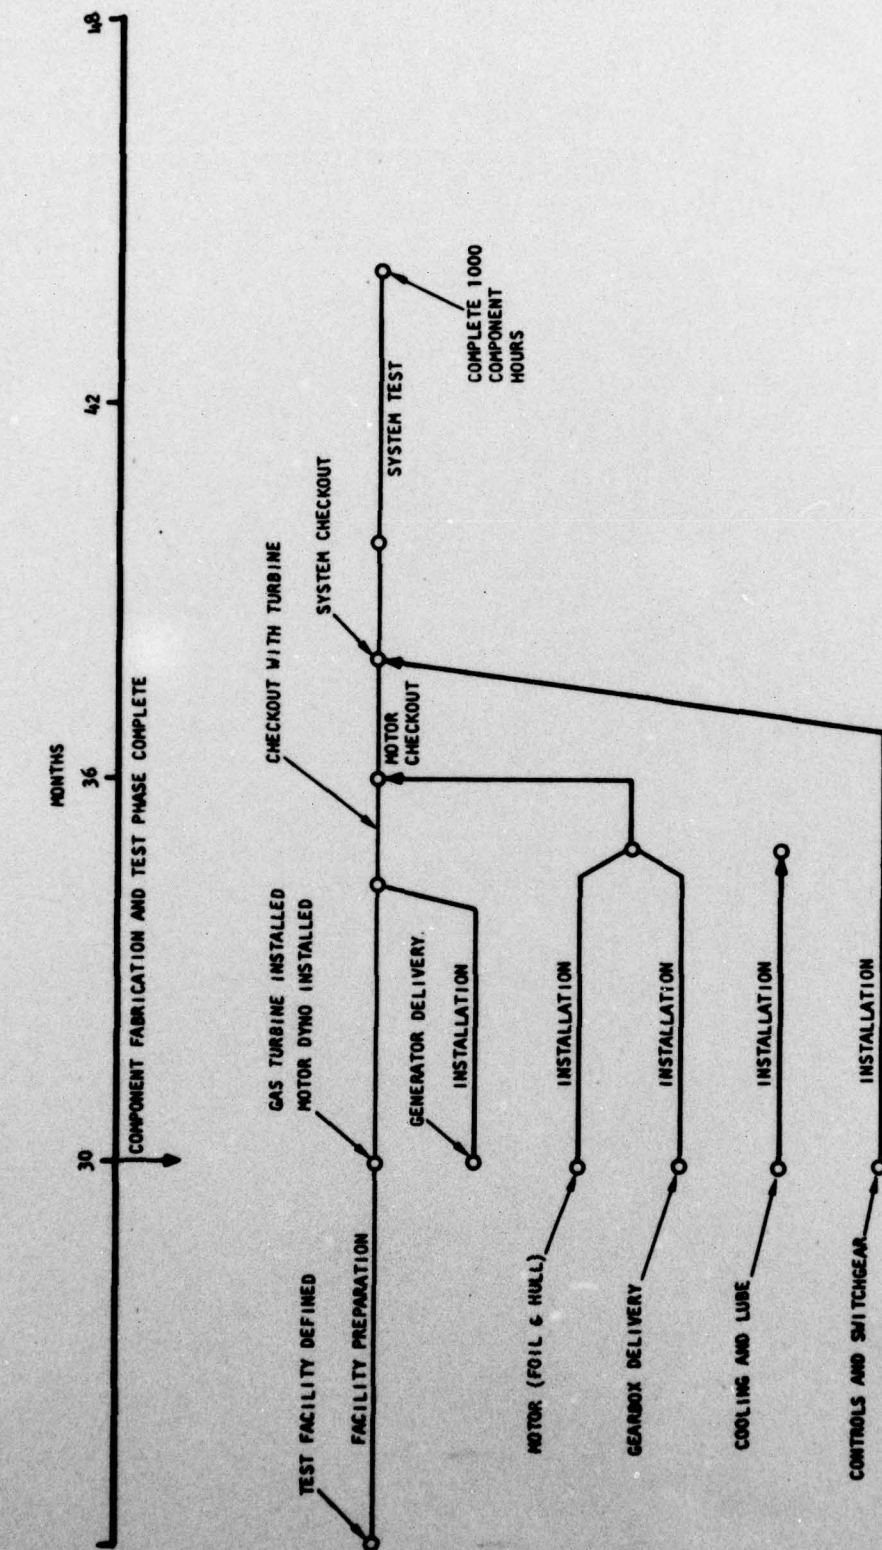 MONTHS
30
36
42
48
COMPONENT FABRICATION AND TEST PHASE COMPLETE
TEST FACILITY DEFINED
FACILITY PREPARATION
GAS TURBINE INSTALLED
MOTOR DYNO INSTALLED
CHECKOUT WITH TURBINE
MOTOR
CHECKOUT
SYSTEM CHECKOUT
SYSTEM TEST
COMPLETE 1000
COMPONENT
HOURS
GENERATOR DELIVERY
INSTALLATION
MOTOR (FOIL & HULL)
INSTALLATION
GEARBOX DELIVERY
INSTALLATION
COOLING AND LUBE
INSTALLATION
CONTROLS AND SWITCHGEAR
INSTALLATION